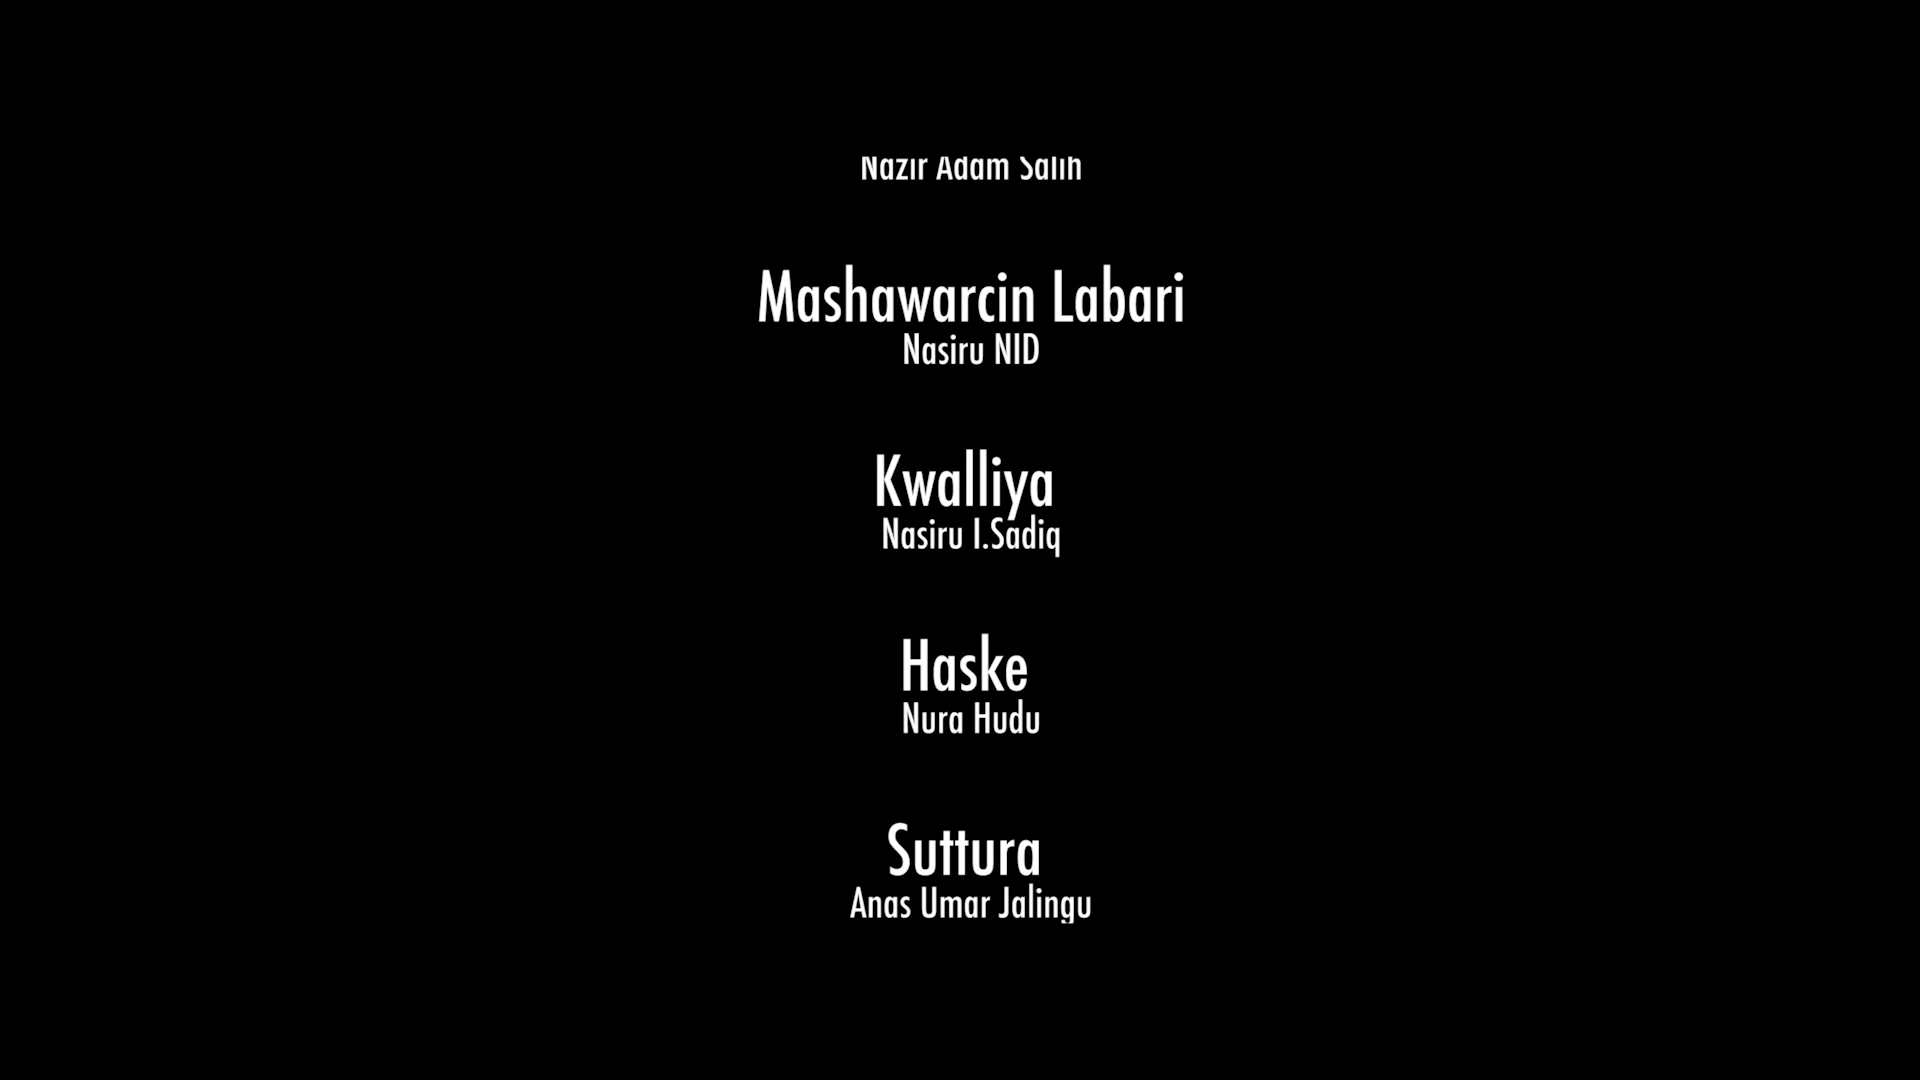 Nazir Adam Salih
Mashawarcin Labari
Nasiru NID
Kwalliya
Nasiru I.Sadiq
Haske
Nura Hudu
Suttura
Anas Umar Jalingu